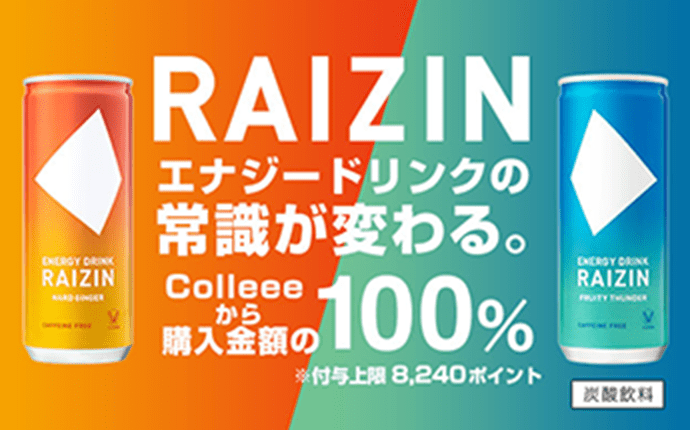 RAIZIN
エナジードリンクの
常識が変わる。
Colleee
から
購入金額の
100%
※付与上限 8,240ポイント
ENERGY DRINK
RAIZIN
HARD GINGER
CAFFEINE FREE
ENERGY DRINK
RAIZIN
FRUITY THUNDER
CAFFEINE FREE
炭酸飲料